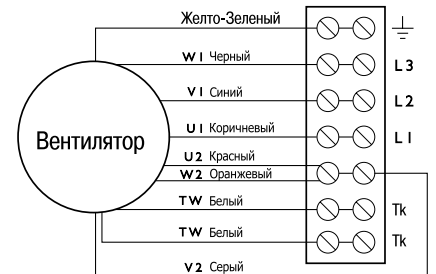 Желто-Зеленый
W1 Черный L3
V1 Синий L2
U1 Коричневый L1
Вентилятор
U2 Красный
W2 Оранжевый
TW Белый Tk
TW Белый Tk
V2 Серый